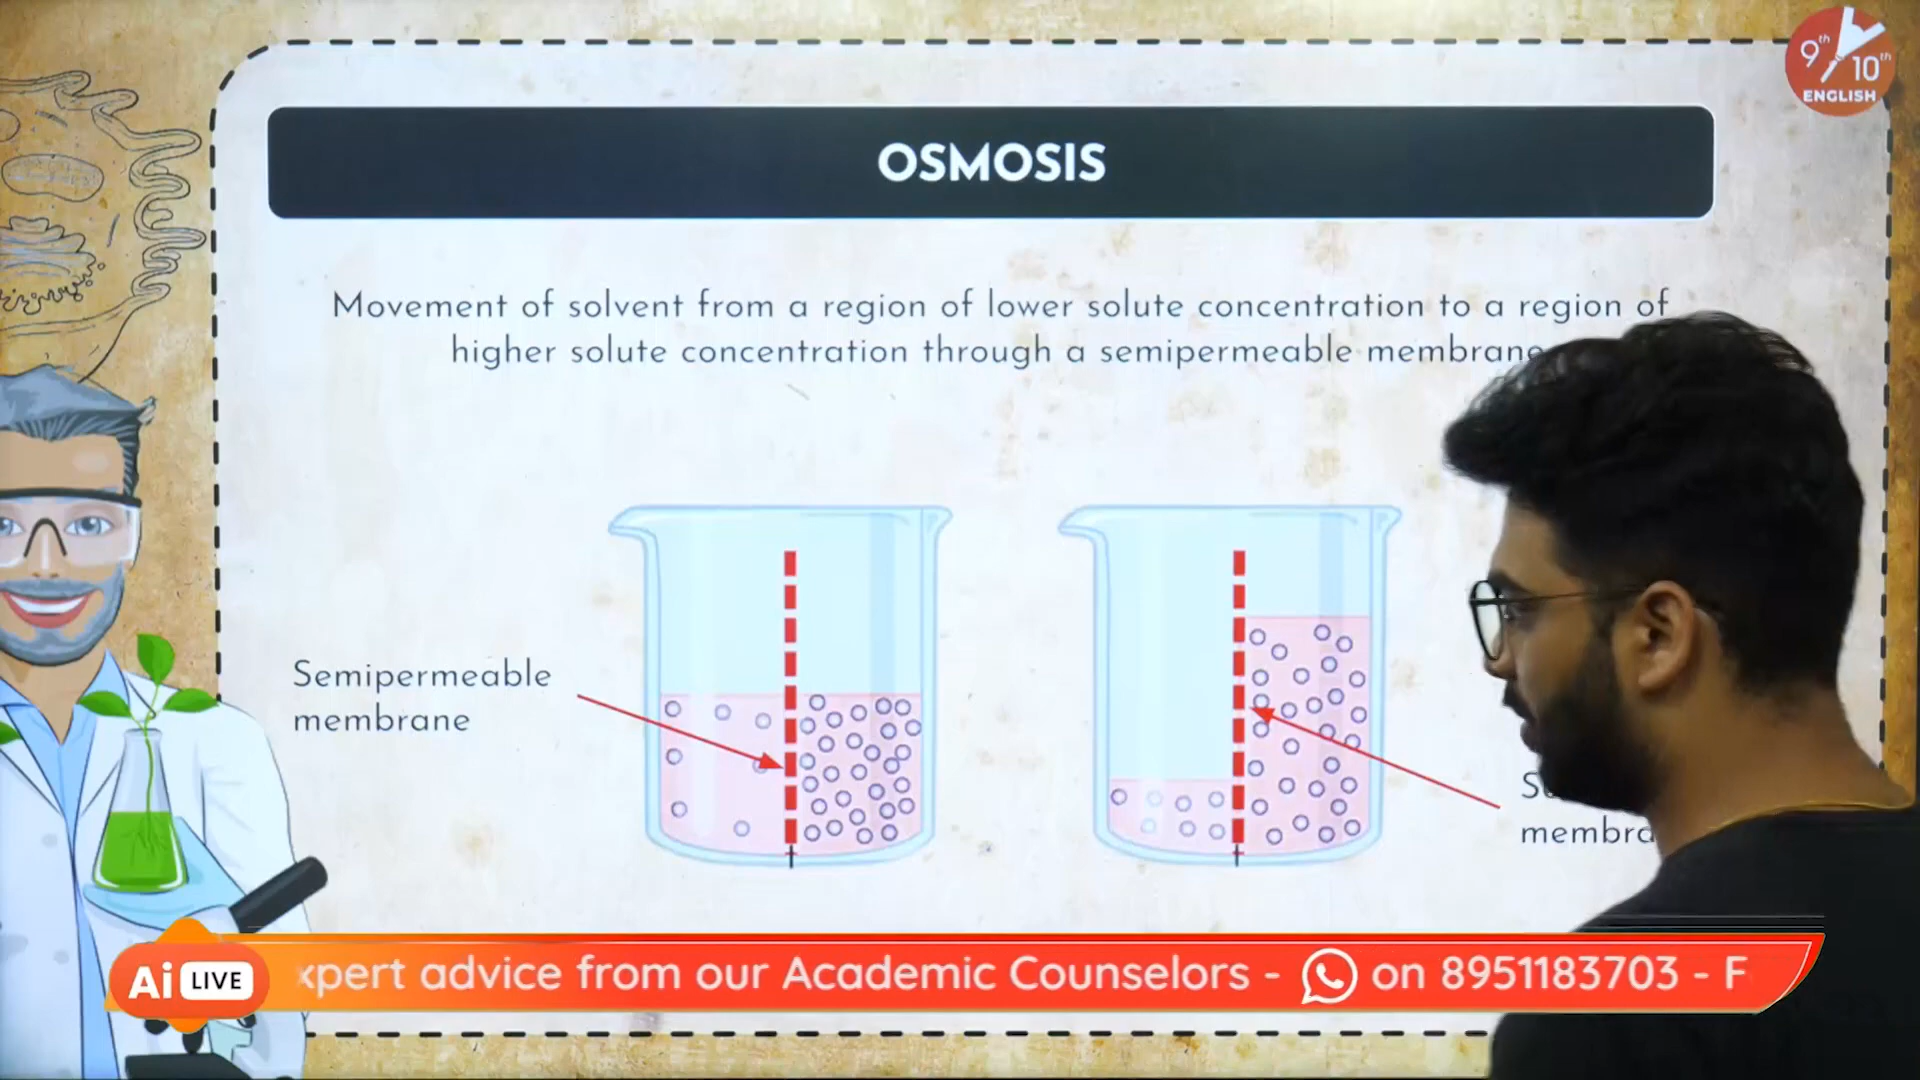 9th 10th
ENGLISH
OSMOSIS
Movement of solvent from a region of lower solute concentration to a region of
higher solute concentration through a semipermeable membrane
Semipermeable
membrane
Ai LIVE
xpert advice from our Academic Counselors - on 8951183703 - F